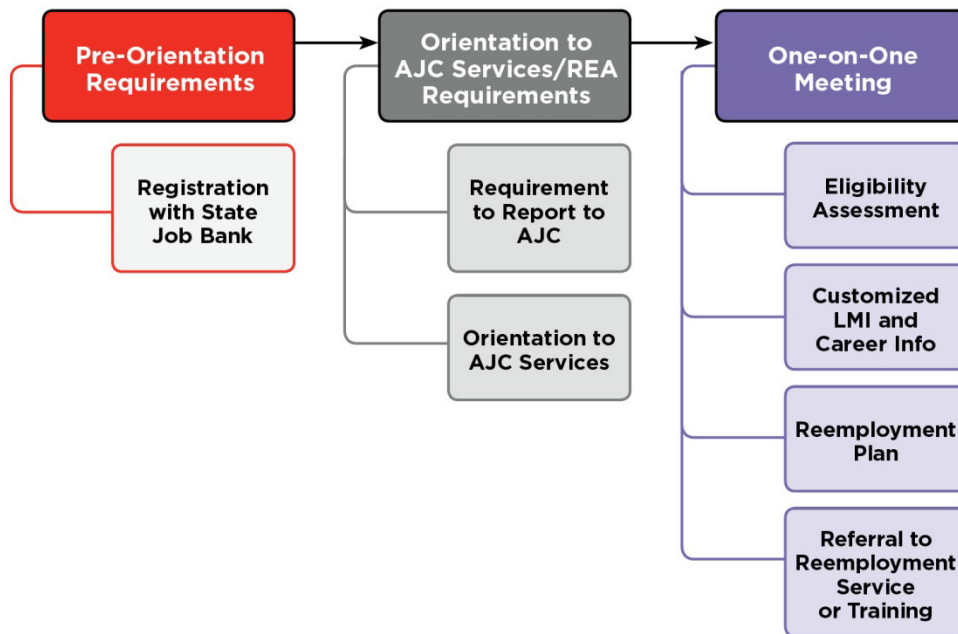 Pre-Orientation
Requirements
Registration
with State
Job Bank
Orientation to
AJC Services/REA
Requirements
Requirement
to Report to
AJC
Orientation to
AJC Services
One-on-One
Meeting
Eligibility
Assessment
Customized
LMI and
Career Info
Reemployment
Plan
Referral to
Reemployment
Service
or Training